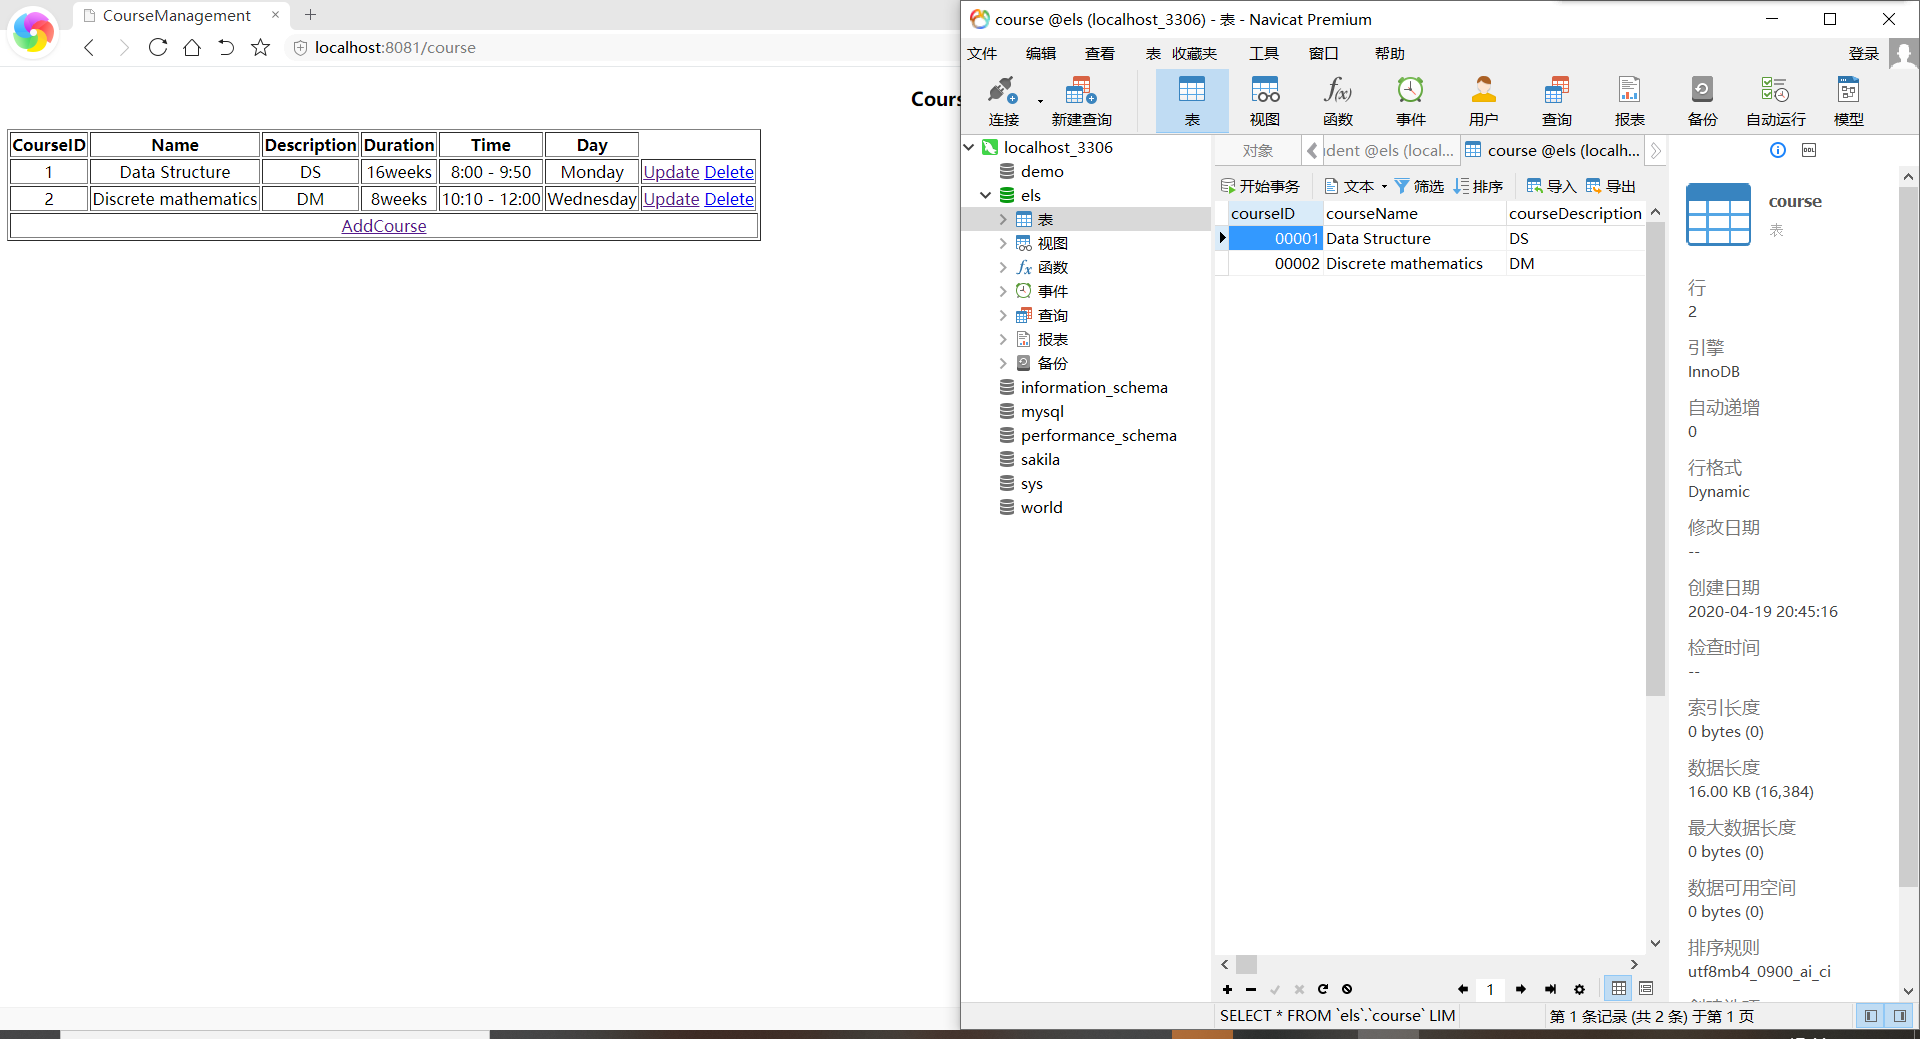 CourseManagement
localhost:8081/course
Cours
CourseID Name Description Duration Time Day
1 Data Structure DS 16weeks 8:00 - 9:50 Monday Update Delete
2 Discrete mathematics DM 8weeks 10:10 - 12:00 Wednesday Update Delete
AddCourse
course @els (localhost_3306) - 表 - Navicat Premium
文件 编辑 查看 表 收藏夹 工具 窗口 帮助 登录
连接 新建查询 表 视图 函数 事件 用户 查询 报表 备份 自动运行 模型
localhost_3306
demo
els
表
视图
函数
事件
查询
报表
备份
information_schema
mysql
performance_schema
sakila
sys
world
对象 ident @els (local... course @els (localh...
开始事务 文本 筛选 排序 导入 导出
courseID courseName courseDescription
00001 Data Structure DS
00002 Discrete mathematics DM
1
SELECT * FROM `els`.`course` LIM
第 1 条记录 (共 2 条) 于第 1 页
DDL
course
表
行
2
引擎
InnoDB
自动递增
0
行格式
Dynamic
修改日期
--
创建日期
2020-04-19 20:45:16
检查时间
--
索引长度
0 bytes (0)
数据长度
16.00 KB (16,384)
最大数据长度
0 bytes (0)
数据可用空间
0 bytes (0)
排序规则
utf8mb4_0900_ai_ci